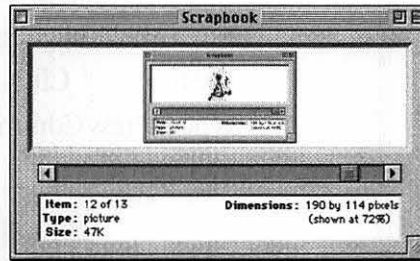 Scrapbook
Item: 12 of 13
Type: picture
Size: 47K
Dimensions: 190 by 114 pixels
(shown at 72%)